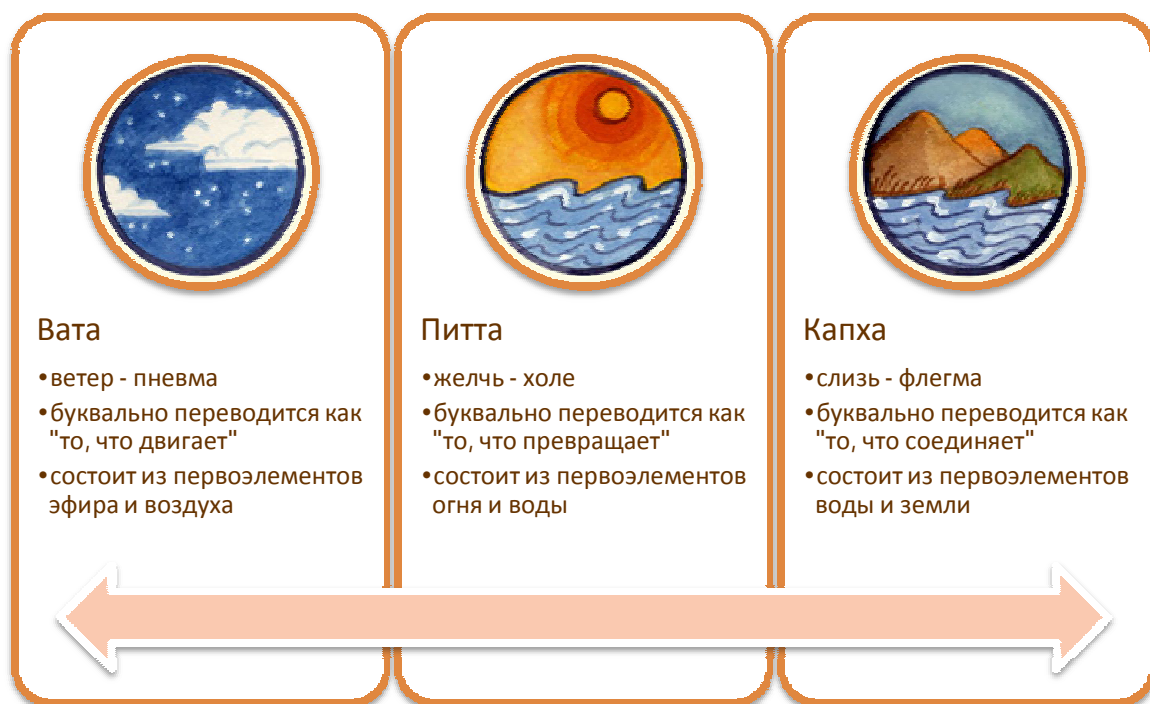 Вата
•ветер - пневма
•буквально переводится как
"то, что двигает"
•состоит из первоэлементов
эфира и воздуха
Питта
•желчь - холе
•буквально переводится как
"то, что превращает"
•состоит из первоэлементов
огня и воды
Капха
•слизь - флегма
•буквально переводится как
"то, что соединяет"
•состоит из первоэлементов
воды и земли